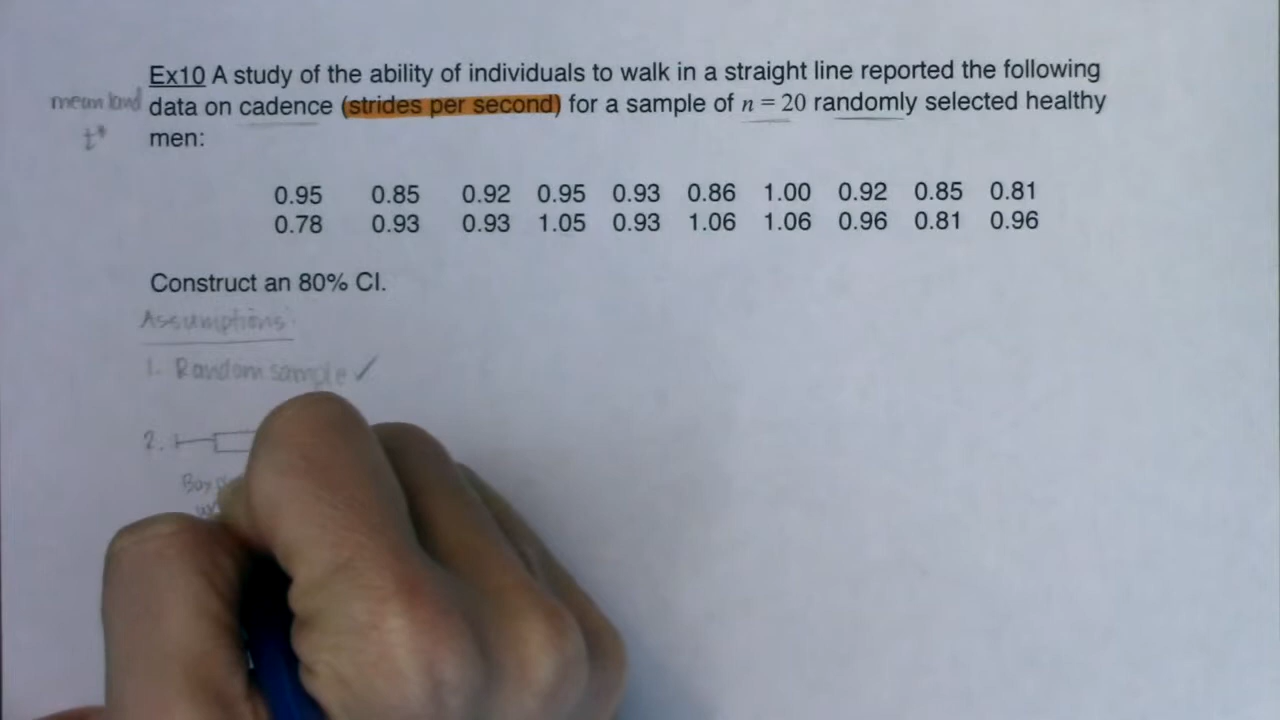 Ex10 A study of the ability of individuals to walk in a straight line reported the following
mean
data on cadence (strides per second) for a sample of n = 20 randomly selected healthy
t*
men:
0.95 0.85 0.92 0.95 0.93 0.86 1.00 0.92 0.85 0.81
0.78 0.93 0.93 1.05 0.93 1.06 1.06 0.96 0.81 0.96
Construct an 80% CI.
Assumptions:
1. Random sample ✓
2.
Box